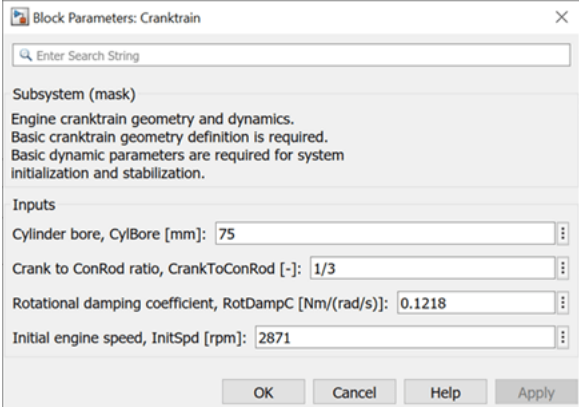 Block Parameters: Cranktrain
Enter Search String
Subsystem (mask)
Engine cranktrain geometry and dynamics.
Basic cranktrain geometry definition is required.
Basic dynamic parameters are required for system
initialization and stabilization.
Inputs
Cylinder bore, CylBore [mm]: 75
Crank to ConRod ratio, CrankToConRod [-]: 1/3
Rotational damping coefficient, RotDampC [Nm/(rad/s)]: 0.1218
Initial engine speed, InitSpd [rpm]: 2871
OK Cancel Help Apply